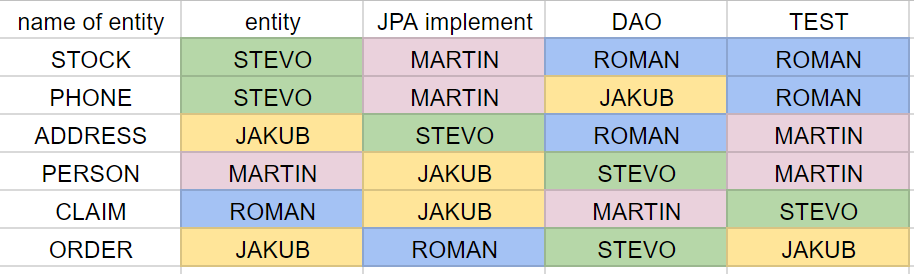 name of entity entity JPA implement DAO TEST
STOCK STEVO MARTIN ROMAN ROMAN
PHONE STEVO MARTIN JAKUB ROMAN
ADDRESS JAKUB STEVO ROMAN MARTIN
PERSON MARTIN JAKUB STEVO MARTIN
CLAIM ROMAN JAKUB MARTIN STEVO
ORDER JAKUB ROMAN STEVO JAKUB